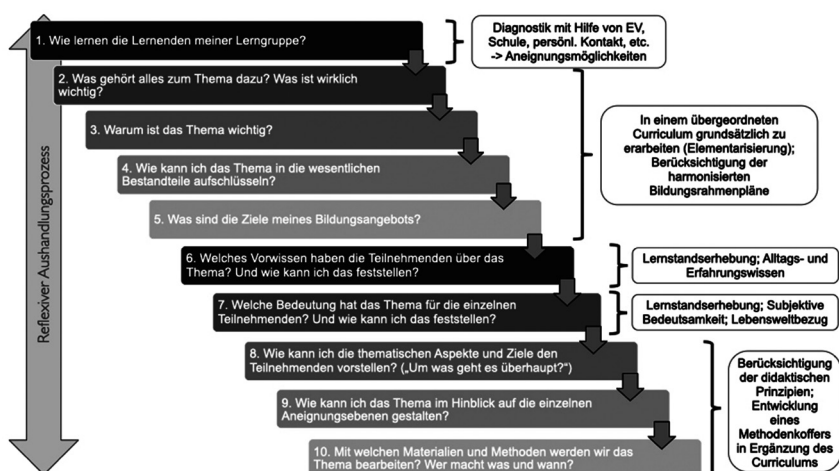 Reflexiver Aushandlungsprozess
1. Wie lernen die Lernenden meiner Lerngruppe?
Diagnostik mit Hilfe von EV,
Schule, persönl. Kontakt, etc.
-> Aneignungsmöglichkeiten
2. Was gehört alles zum Thema dazu? Was ist wirklich
wichtig?
3. Warum ist das Thema wichtig?
4. Wie kann ich das Thema in die wesentlichen
Bestandteile aufschlüsseln?
5. Was sind die Ziele meines Bildungsangebots?
In einem übergeordneten
Curriculum grundsätzlich zu
erarbeiten (Elementarisierung);
Berücksichtigung der
harmonisierten
Bildungsrahmenpläne
6. Welches Vorwissen haben die Teilnehmenden über das
Thema? Und wie kann ich das feststellen?
Lernstandserhebung; Alltags- und
Erfahrungswissen
7. Welche Bedeutung hat das Thema für die einzelnen
Teilnehmenden? Und wie kann ich das feststellen?
Lernstandserhebung; Subjektive
Bedeutsamkeit; Lebensweltbezug
8. Wie kann ich die thematischen Aspekte und Ziele den
Teilnehmenden vorstellen? („Um was geht es überhaupt?“)
9. Wie kann ich das Thema im Hinblick auf die einzelnen
Aneignungsebenen gestalten?
10. Mit welchen Materialien und Methoden werden wir das
Thema bearbeiten? Wer macht was und wann?
Berücksichtigung
der didaktischen
Prinzipien;
Entwicklung
eines
Methodenkoffers
in Ergänzung des
Curriculums